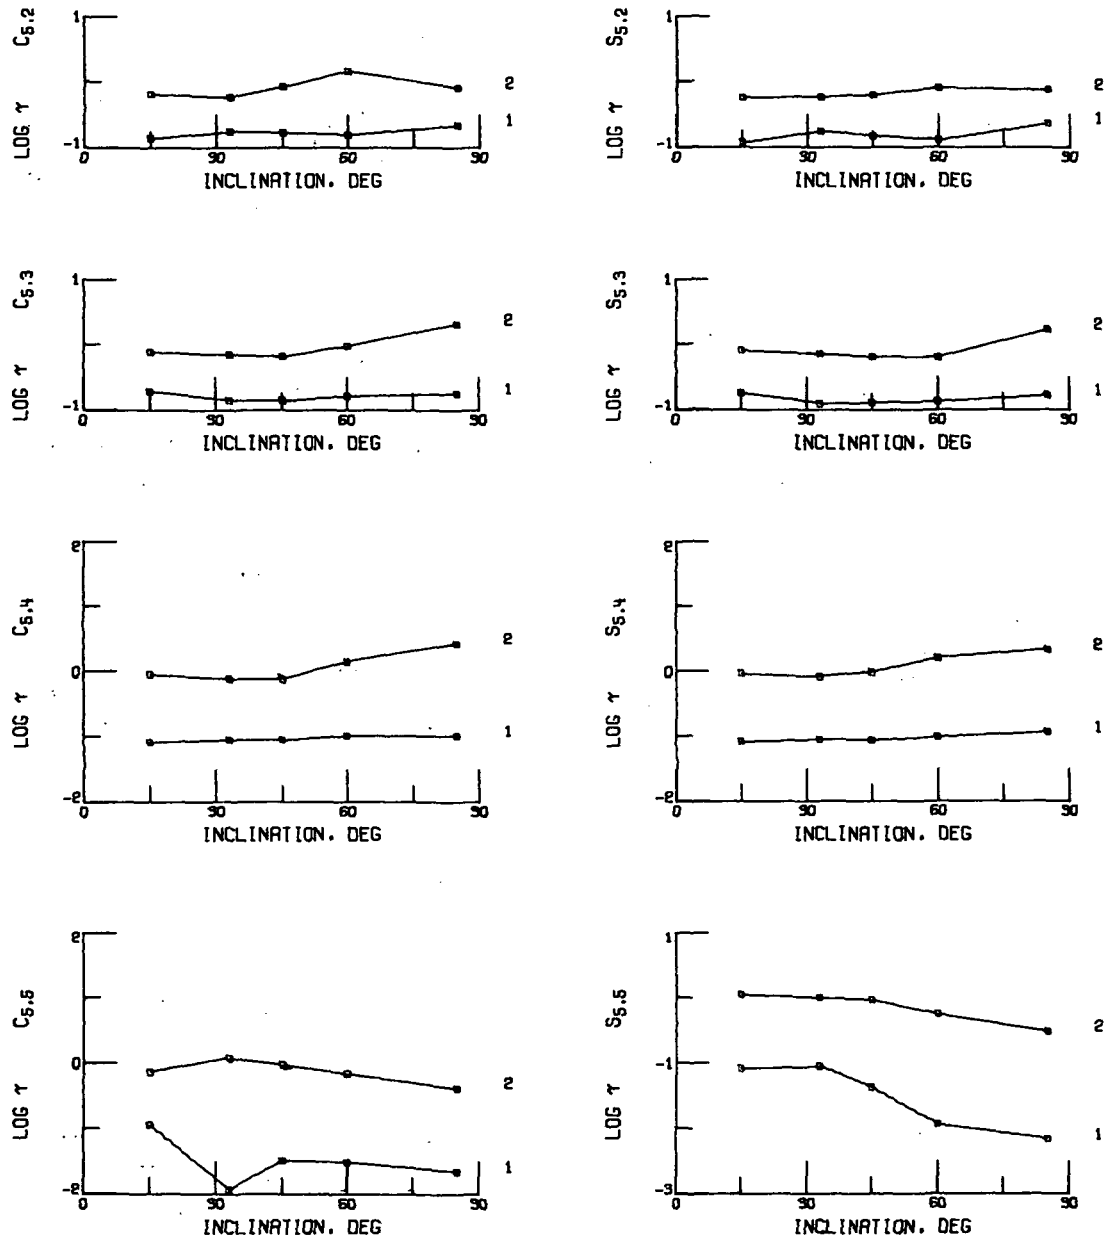 1
1
LOG τ C5,2
LOG τ S5,2
2
2
1
1
-1
-1
0 30 60 90
0 30 60 90
INCLINATION, DEG
INCLINATION, DEG
1
1
LOG τ C5,3
LOG τ S5,3
2
2
1
1
-1
-1
0 30 60 90
0 30 60 90
INCLINATION, DEG
INCLINATION, DEG
2
2
LOG τ C5,4
LOG τ S5,4
2
2
0
0
1
1
-2
-2
0 30 60 90
0 30 60 90
INCLINATION, DEG
INCLINATION, DEG
2
1
LOG τ C5,5
LOG τ S5,5
2
0
-1
2
1
1
-2
-3
0 30 60 90
0 30 60 90
INCLINATION, DEG
INCLINATION, DEG